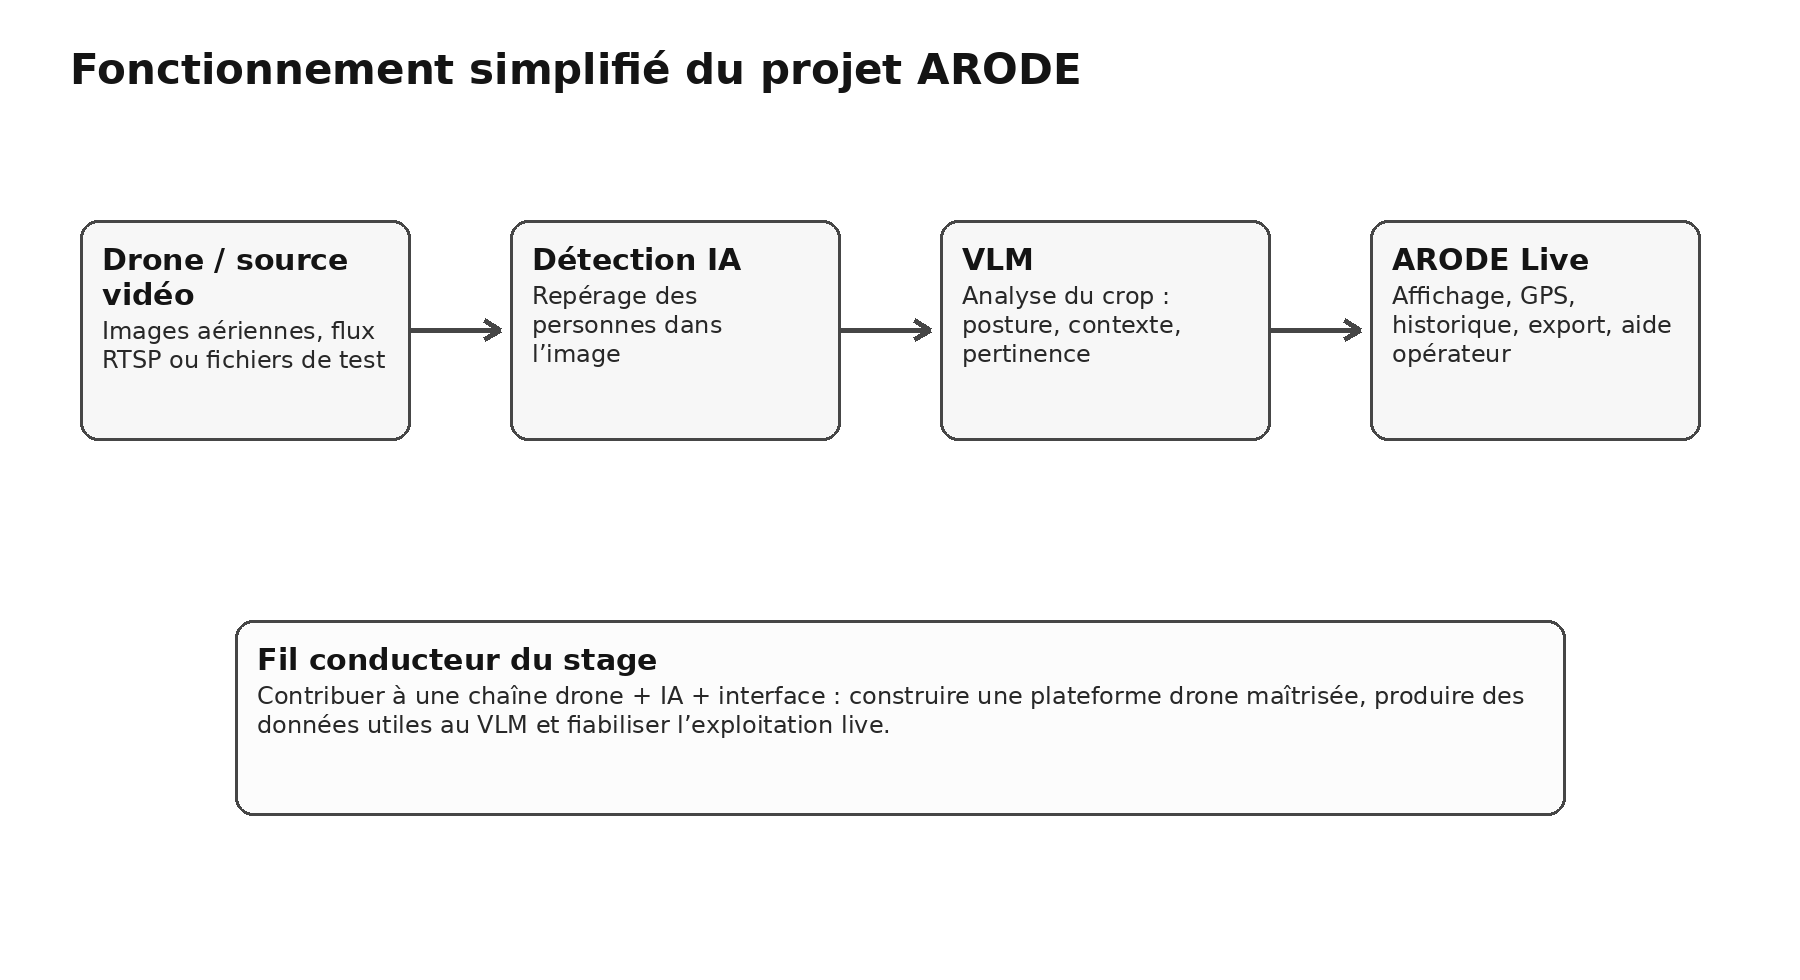 Fonctionnement simplifié du projet ARODE
Drone / source
vidéo
Images aériennes, flux
RTSP ou fichiers de test
Détection IA
Repérage des
personnes dans
l’image
VLM
Analyse du crop :
posture, contexte,
pertinence
ARODE Live
Affichage, GPS,
historique, export, aide
opérateur
Fil conducteur du stage
Contribuer à une chaîne drone + IA + interface : construire une plateforme drone maîtrisée, produire des
données utiles au VLM et fiabiliser l’exploitation live.